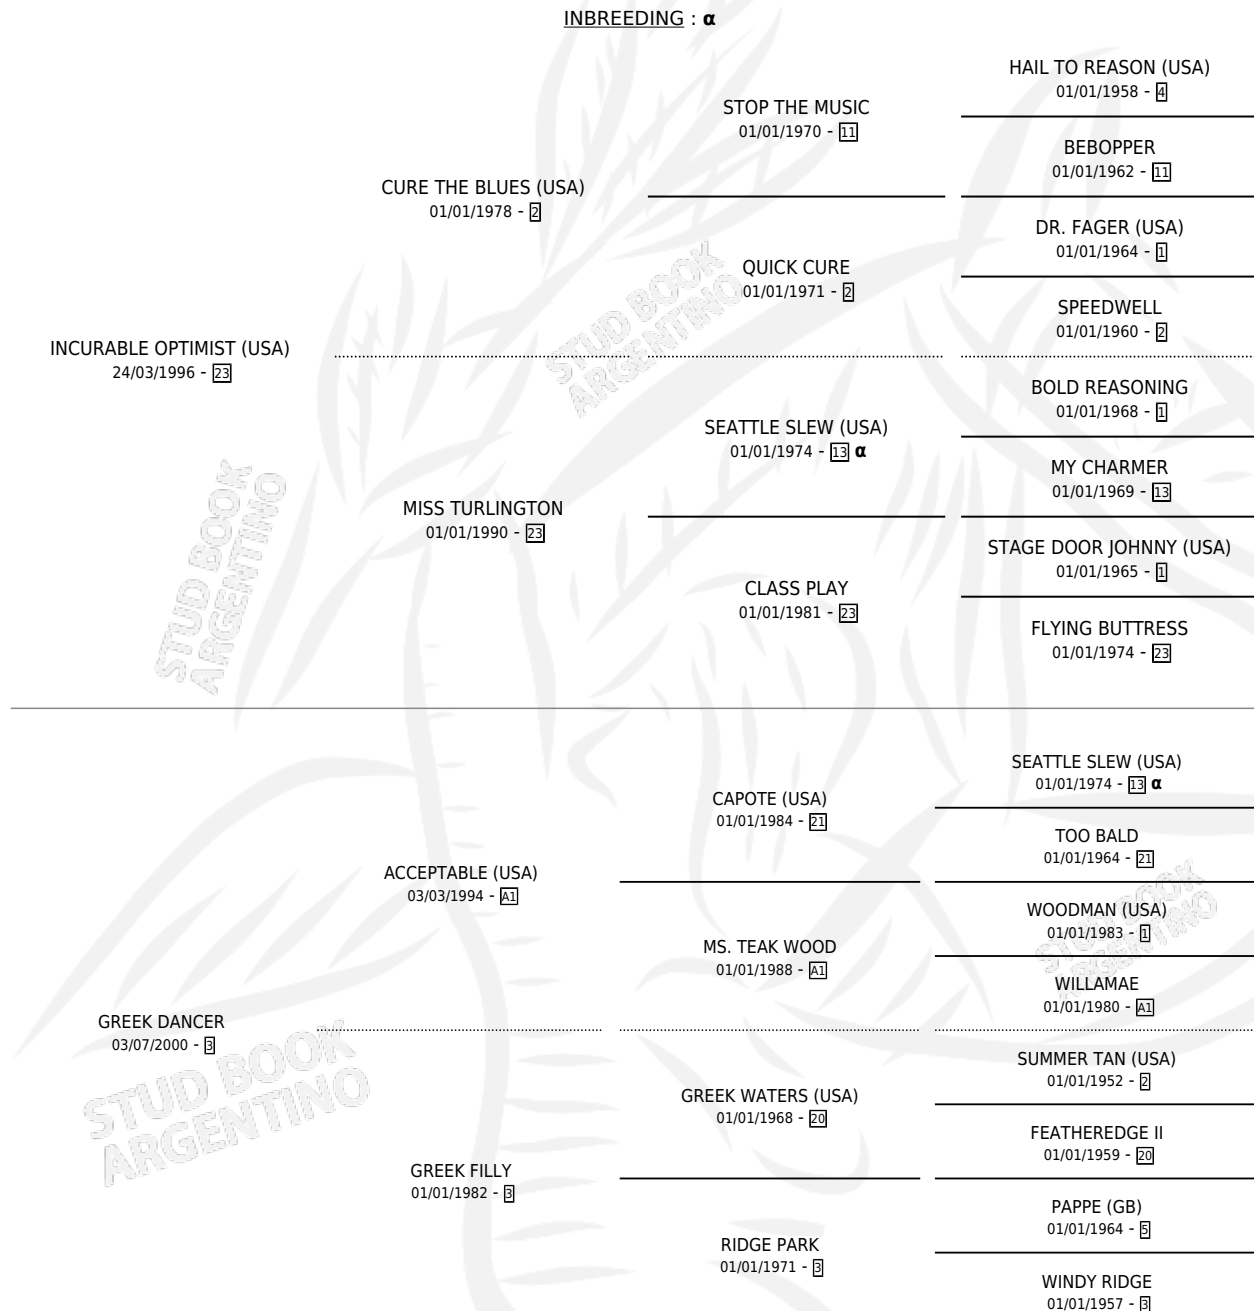 INBREEDING : α
HAIL TO REASON (USA)
01/01/1958 - 4
STOP THE MUSIC
01/01/1970 - 11
BEBOPPER
01/01/1962 - 11
CURE THE BLUES (USA)
01/01/1978 - 2
DR. FAGER (USA)
01/01/1964 - 1
QUICK CURE
01/01/1971 - 2
SPEEDWELL
01/01/1960 - 2
INCURABLE OPTIMIST (USA)
24/03/1996 - 23
BOLD REASONING
01/01/1968 - 1
SEATTLE SLEW (USA)
01/01/1974 - 13 α
MY CHARMER
01/01/1969 - 13
MISS TURLINGTON
01/01/1990 - 23
STAGE DOOR JOHNNY (USA)
01/01/1965 - 1
CLASS PLAY
01/01/1981 - 23
FLYING BUTTRESS
01/01/1974 - 23
SEATTLE SLEW (USA)
01/01/1974 - 13 α
CAPOTE (USA)
01/01/1984 - 21
TOO BALD
01/01/1964 - 21
ACCEPTABLE (USA)
03/03/1994 - A1
WOODMAN (USA)
01/01/1983 - 1
MS. TEAK WOOD
01/01/1988 - A1
WILLAMAE
01/01/1980 - A1
GREEK DANCER
03/07/2000 - 3
SUMMER TAN (USA)
01/01/1952 - 2
GREEK WATERS (USA)
01/01/1968 - 20
FEATHEREDGE II
01/01/1959 - 20
GREEK FILLY
01/01/1982 - 3
PAPPE (GB)
01/01/1964 - 5
RIDGE PARK
01/01/1971 - 3
WINDY RIDGE
01/01/1957 - 3
STUD BOOK
ARGENTINO
STUD BOOK
ARGENTINO
STUD BOOK
ARGENTINO
STUD BOOK
ARGENTINO